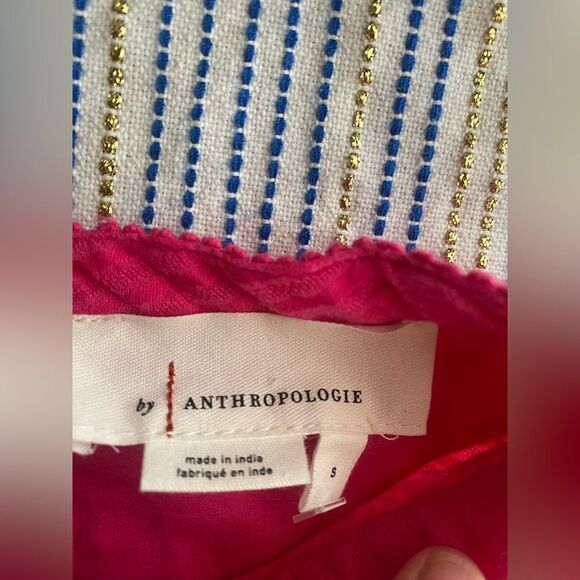 by ANTHROPOLOGIE
made in india
fabriqué en inde
S